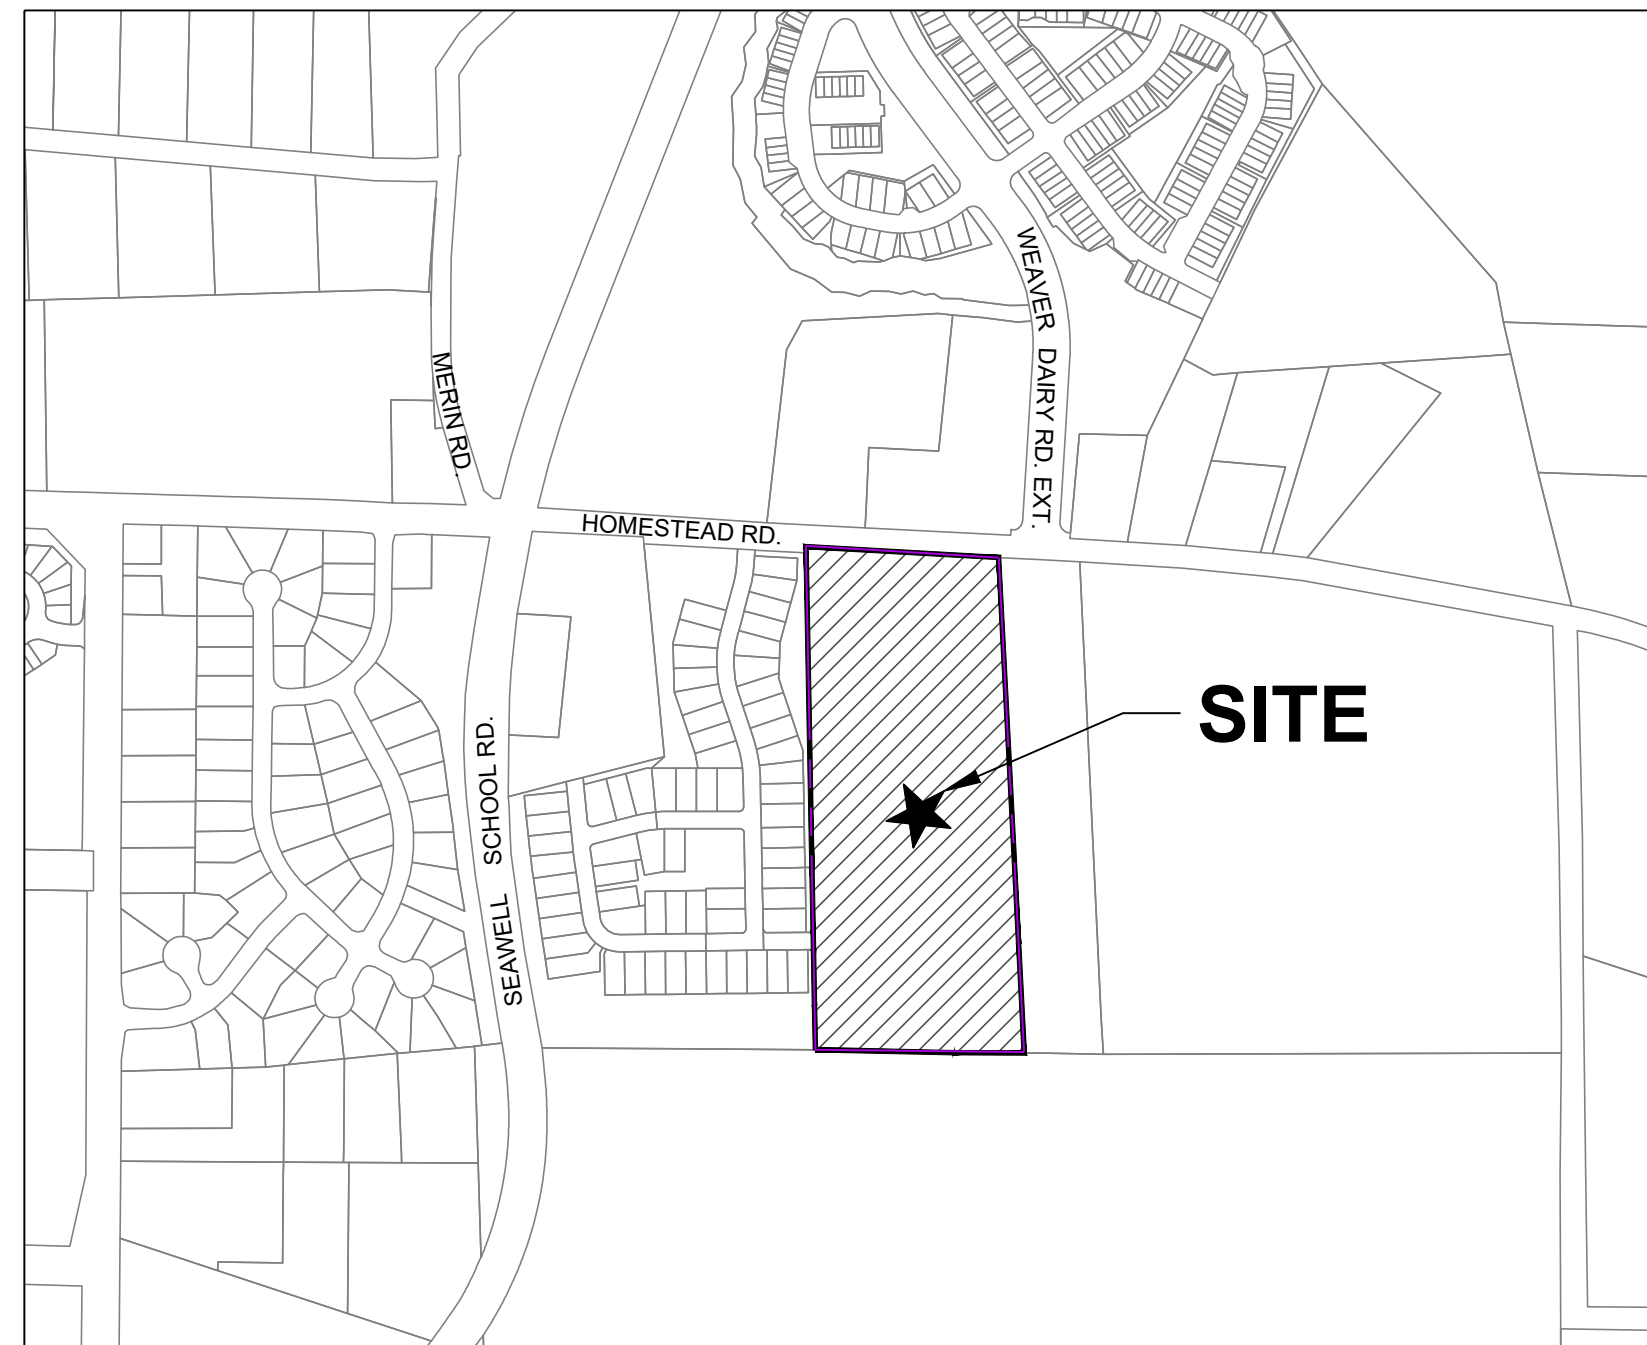 WEAVER DAIRY RD. EXT.
MERIN RD.
HOMESTEAD RD.
SITE
SEAWELL SCHOOL RD.